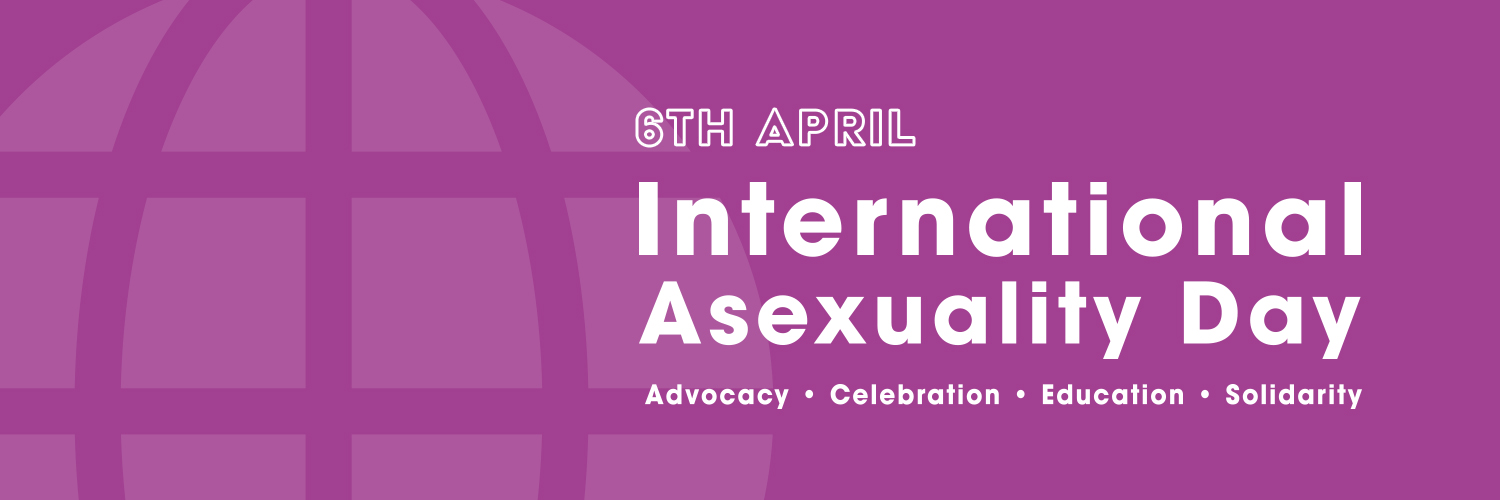 6TH APRIL
International
Asexuality Day
Advocacy • Celebration • Education • Solidarity